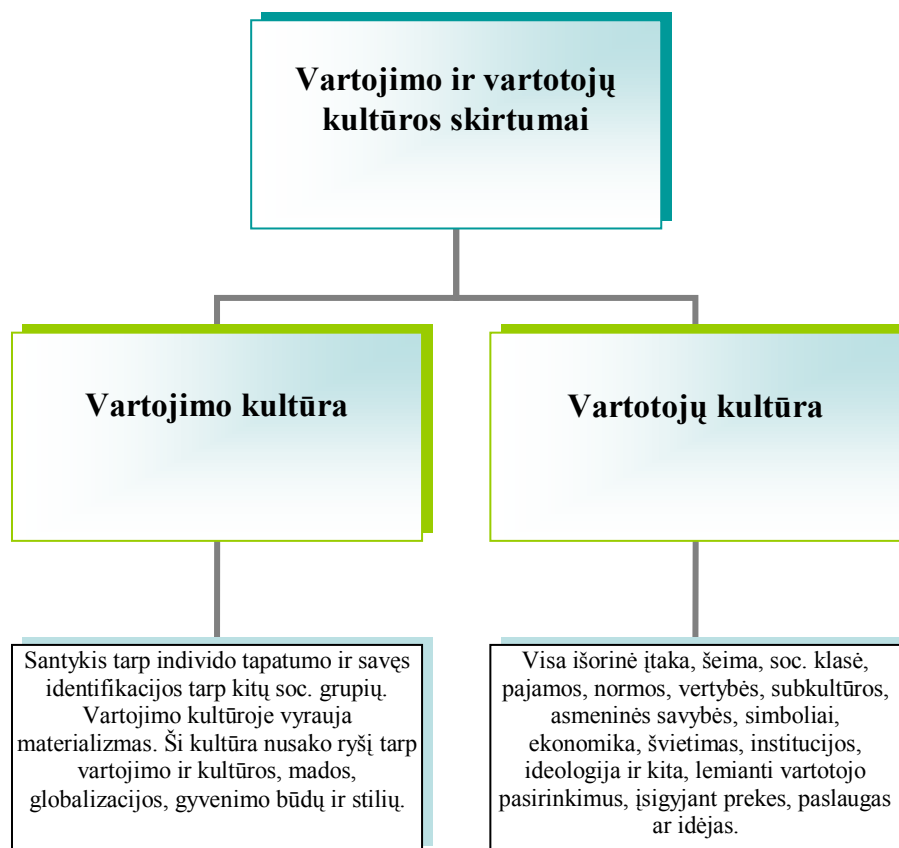 Vartojimo ir vartotojų
kultūros skirtumai
Vartojimo kultūra
Vartotojų kultūra
Santykis tarp individo tapatumo ir savęs
identifikacijos tarp kitų soc. grupių.
Vartojimo kultūroje vyrauja
materializmas. Ši kultūra nusako ryšį tarp
vartojimo ir kultūros, mados,
globalizacijos, gyvenimo būdų ir stilių.
Visa išorinė įtaka, šeima, soc. klasė,
pajamos, normos, vertybės, subkultūros,
asmeninės savybės, simboliai,
ekonomika, švietimas, institucijos,
ideologija ir kita, lemianti vartotojo
pasirinkimus, įsigyjant prekes, paslaugas
ar idėjas.